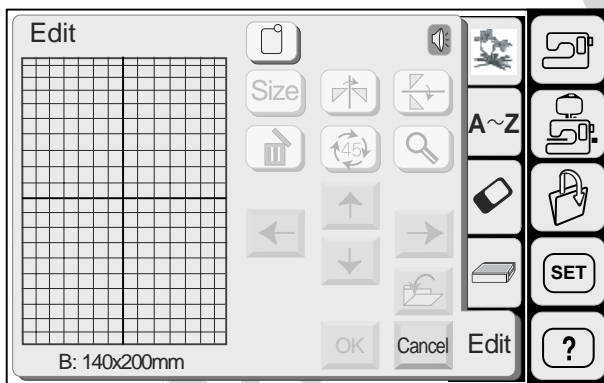 Edit
Size
A~Z
45
SET
OK
Cancel
Edit
?
B: 140x200mm